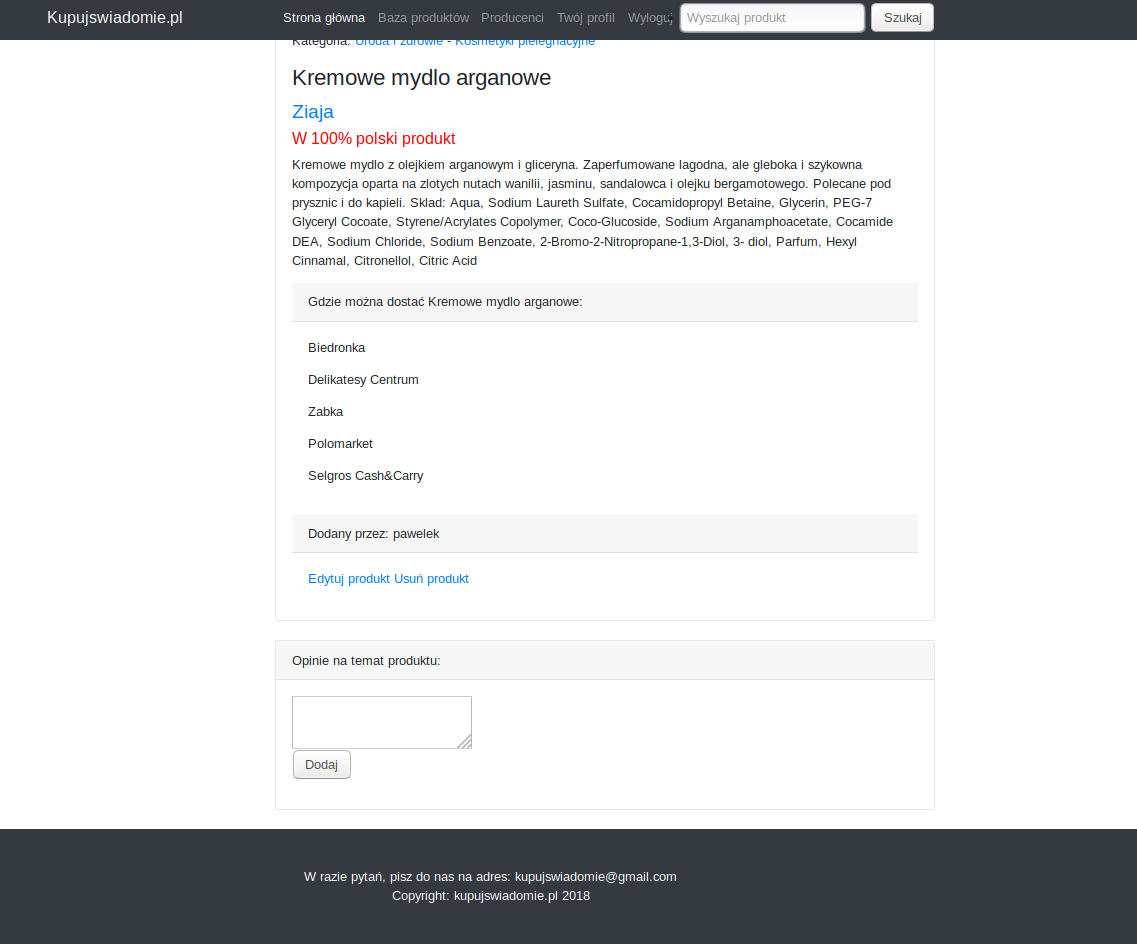 Kupujswiadomie.pl
Strona główna Baza produktów Producenci Twój profil Wyloguj Wyszukaj produkt Szukaj
Kategoria: Uroda i zdrowie - Kosmetyki pielęgnacyjne
Kremowe mydlo arganowe
Ziaja
W 100% polski produkt
Kremowe mydlo z olejkiem arganowym i gliceryna. Zaperfumowane lagodna, ale gleboka i szykowna
kompozycja oparta na zlotych nutach wanilii, jasminu, sandalowca i olejku bergamotowego. Polecane pod
prysznic i do kapieli. Sklad: Aqua, Sodium Laureth Sulfate, Cocamidopropyl Betaine, Glycerin, PEG-7
Glyceryl Cocoate, Styrene/Acrylates Copolymer, Coco-Glucoside, Sodium Arganamphoacetate, Cocamide
DEA, Sodium Chloride, Sodium Benzoate, 2-Bromo-2-Nitropropane-1,3-Diol, 3- diol, Parfum, Hexyl
Cinnamal, Citronellol, Citric Acid
Gdzie można dostać Kremowe mydlo arganowe:
Biedronka
Delikatesy Centrum
Zabka
Polomarket
Selgros Cash&Carry
Dodany przez: pawelek
Edytuj produkt Usuń produkt
Opinie na temat produktu:
Dodaj
W razie pytań, pisz do nas na adres: kupujswiadomie@gmail.com
Copyright: kupujswiadomie.pl 2018